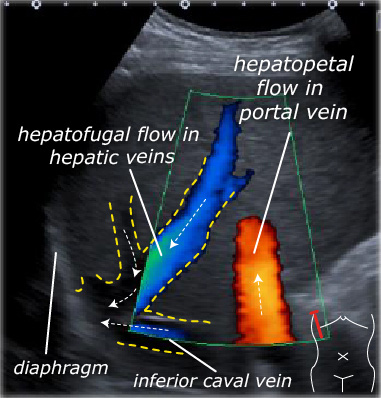 hepatopetal
flow in
portal vein
hepatofugal flow in
hepatic veins
diaphragm
inferior caval vein